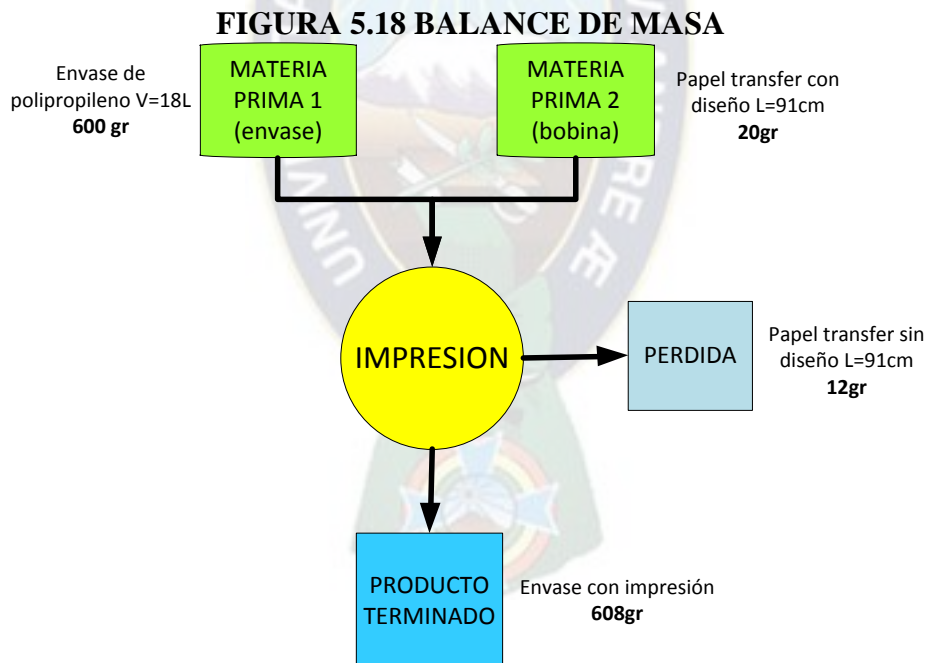 FIGURA 5.18 BALANCE DE MASA
Envase de
polipropileno V=18L
600 gr
MATERIA
PRIMA 1
(envase)
MATERIA
PRIMA 2
(bobina)
Papel transfer con
diseño L=91cm
20gr
IMPRESION
PERDIDA
Papel transfer sin
diseño L=91cm
12gr
PRODUCTO
TERMINADO
Envase con impresión
608gr